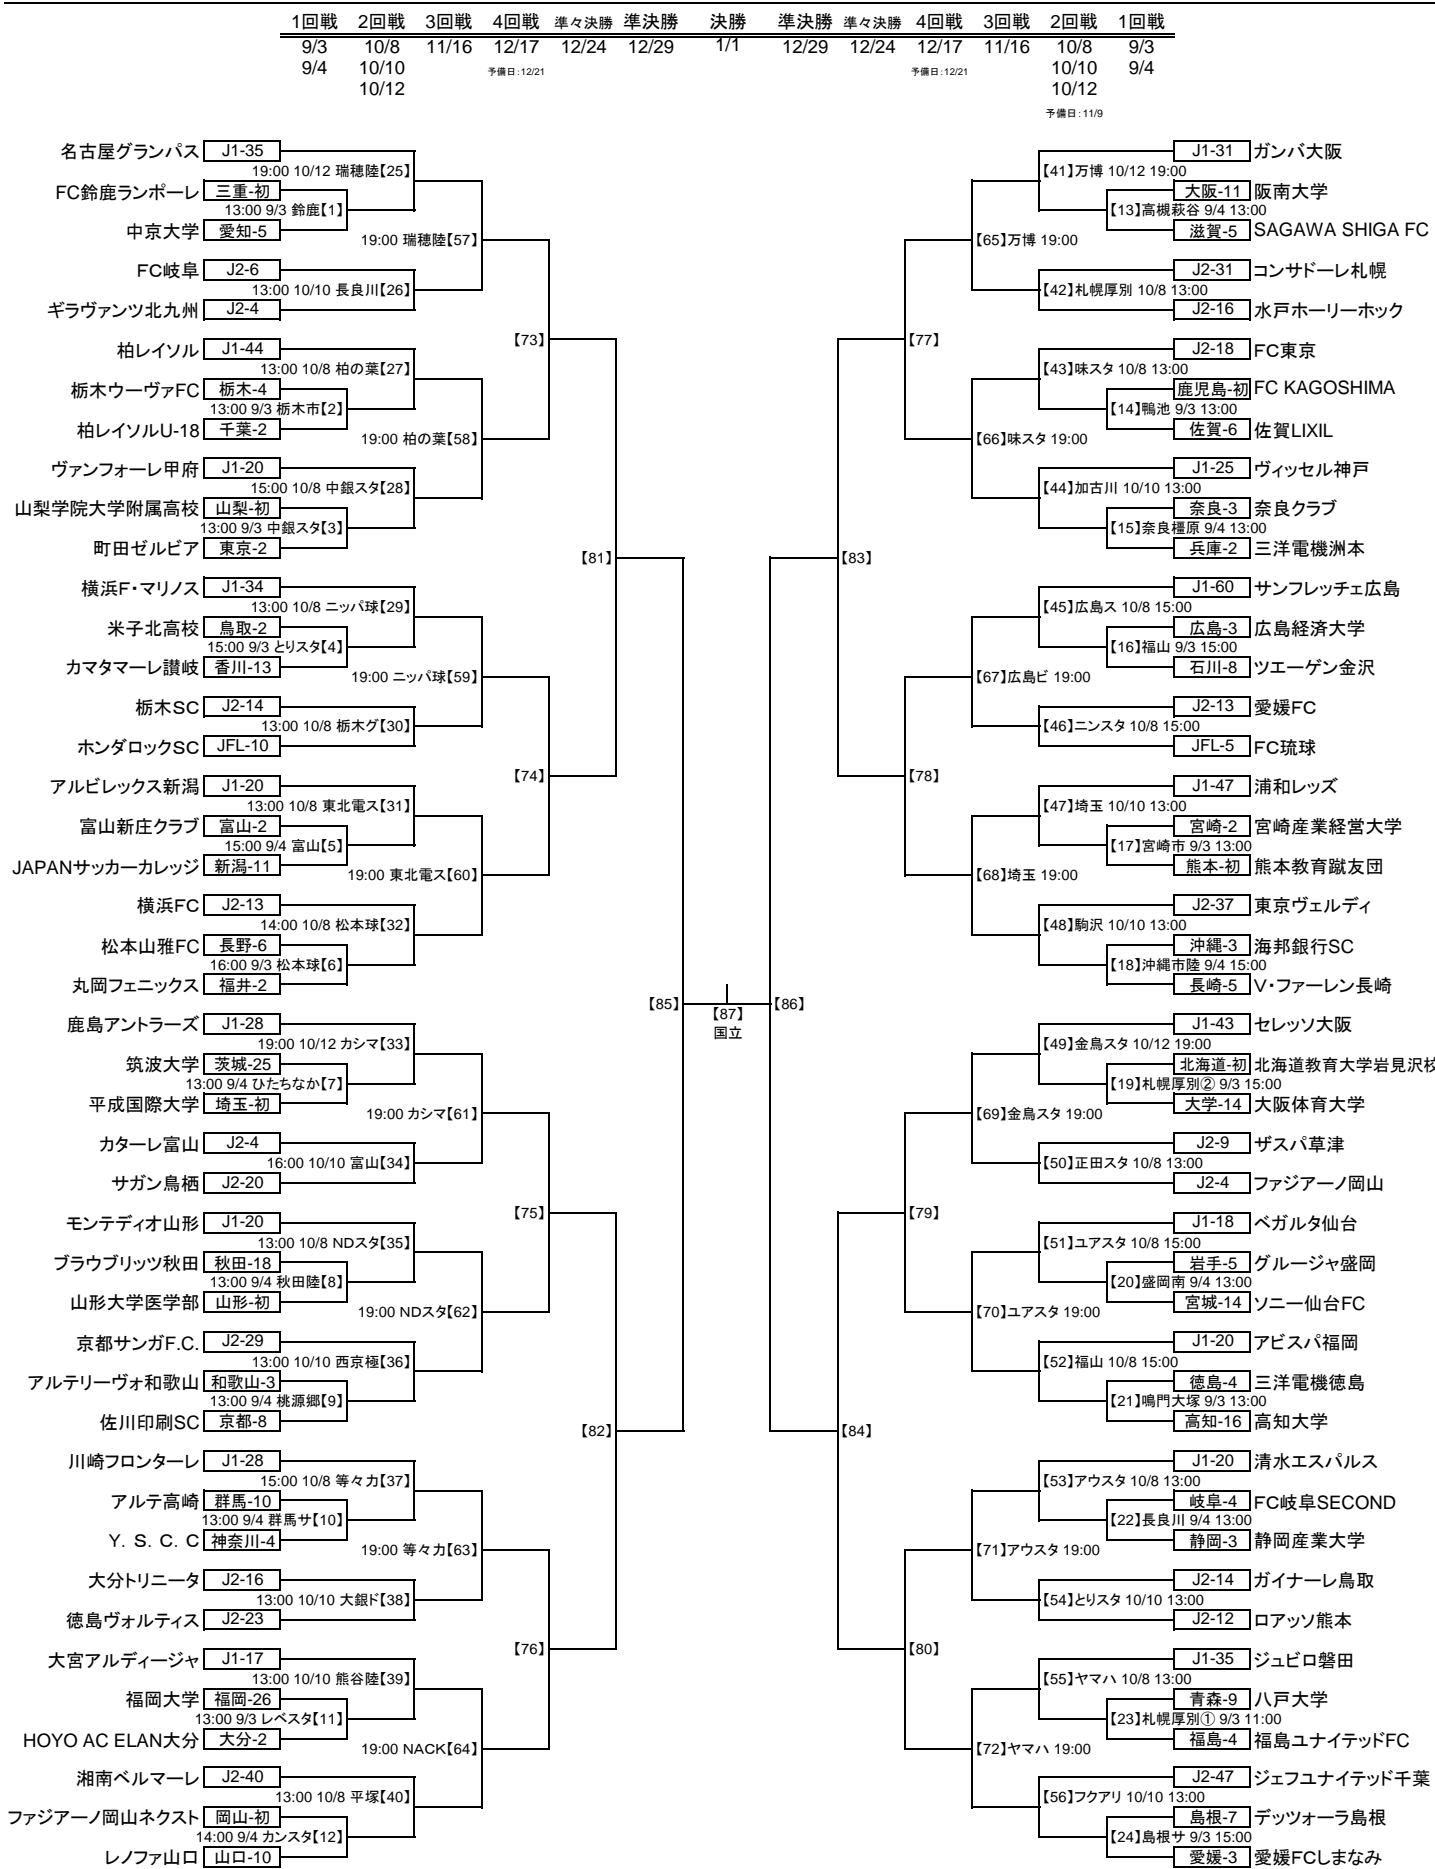 1回戦 2回戦 3回戦 4回戦 準々決勝 準決勝 決勝 準決勝 準々決勝 4回戦 3回戦 2回戦 1回戦
9/3 10/8 11/16 12/17 12/24 12/29 1/1 12/29 12/24 12/17 11/16 10/8 9/3
9/4 10/10 予備日:12/21 予備日:12/21 10/10 9/4
10/12 10/12
予備日:11/9
名古屋グランパス J1-35
19:00 10/12 瑞穂陸【25】
FC鈴鹿ランポーレ 三重-初
13:00 9/3 鈴鹿【1】
中京大学 愛知-5
19:00 瑞穂陸【57】
FC岐阜 J2-6
13:00 10/10 長良川【26】
ギラヴァンツ北九州 J2-4
【73】
柏レイソル J1-44
13:00 10/8 柏の葉【27】
栃木ウーヴァFC 栃木-4
13:00 9/3 栃木市【2】
柏レイソルU-18 千葉-2
19:00 柏の葉【58】
ヴァンフォーレ甲府 J1-20
15:00 10/8 中銀スタ【28】
山梨学院大学附属高校 山梨-初
13:00 9/3 中銀スタ【3】
町田ゼルビア 東京-2
【81】
横浜F・マリノス J1-34
13:00 10/8 ニッパ球【29】
米子北高校 鳥取-2
15:00 9/3 とりスタ【4】
カマタマーレ讃岐 香川-13
19:00 ニッパ球【59】
栃木SC J2-14
13:00 10/8 栃木グ【30】
ホンダロックSC JFL-10
【74】
アルビレックス新潟 J1-20
13:00 10/8 東北電ス【31】
富山新庄クラブ 富山-2
15:00 9/4 富山【5】
JAPANサッカーカレッジ 新潟-11
19:00 東北電ス【60】
横浜FC J2-13
14:00 10/8 松本球【32】
松本山雅FC 長野-6
16:00 9/3 松本球【6】
丸岡フェニックス 福井-2
【85】
【87】
国立
鹿島アントラーズ J1-28
19:00 10/12 カシマ【33】
筑波大学 茨城-25
13:00 9/4 ひたちなか【7】
平成国際大学 埼玉-初
19:00 カシマ【61】
カターレ富山 J2-4
16:00 10/10 富山【34】
サガン鳥栖 J2-20
【75】
モンテディオ山形 J1-20
13:00 10/8 NDスタ【35】
ブラウブリッツ秋田 秋田-18
13:00 9/4 秋田陸【8】
山形大学医学部 山形-初
19:00 NDスタ【62】
京都サンガF.C. J2-29
13:00 10/10 西京極【36】
アルテリーヴォ和歌山 和歌山-3
13:00 9/4 桃源郷【9】
佐川印刷SC 京都-8
【82】
川崎フロンターレ J1-28
15:00 10/8 等々力【37】
アルテ高崎 群馬-10
13:00 9/4 群馬サ【10】
Y. S. C. C 神奈川-4
19:00 等々力【63】
大分トリニータ J2-16
13:00 10/10 大銀ド【38】
徳島ヴォルティス J2-23
【76】
大宮アルディージャ J1-17
13:00 10/10 熊谷陸【39】
福岡大学 福岡-26
13:00 9/3 レベスタ【11】
HOYO AC ELAN大分 大分-2
19:00 NACK【64】
湘南ベルマーレ J2-40
13:00 10/8 平塚【40】
ファジアーノ岡山ネクスト 岡山-初
14:00 9/4 カンスタ【12】
レノファ山口 山口-10
J1-31 ガンバ大阪
【41】万博 10/12 19:00
大阪-11 阪南大学
【13】高槻萩谷 9/4 13:00
滋賀-5 SAGAWA SHIGA FC
【65】万博 19:00
J2-31 コンサドーレ札幌
【42】札幌厚別 10/8 13:00
J2-16 水戸ホーリーホック
【77】
J2-18 FC東京
【43】味スタ 10/8 13:00
鹿児島-初 FC KAGOSHIMA
【14】鴨池 9/3 13:00
佐賀-6 佐賀LIXIL
【66】味スタ 19:00
J1-25 ヴィッセル神戸
【44】加古川 10/10 13:00
奈良-3 奈良クラブ
【15】奈良橿原 9/4 13:00
兵庫-2 三洋電機洲本
【83】
J1-60 サンフレッチェ広島
【45】広島ス 10/8 15:00
広島-3 広島経済大学
【16】福山 9/3 15:00
石川-8 ツエーゲン金沢
【67】広島ビ 19:00
J2-13 愛媛FC
【46】ニンスタ 10/8 15:00
JFL-5 FC琉球
【78】
J1-47 浦和レッズ
【47】埼玉 10/10 13:00
宮崎-2 宮崎産業経営大学
【17】宮崎市 9/3 13:00
熊本-初 熊本教育蹴友団
【68】埼玉 19:00
J2-37 東京ヴェルディ
【48】駒沢 10/10 13:00
沖縄-3 海邦銀行SC
【18】沖縄市陸 9/4 15:00
長崎-5 V・ファーレン長崎
【86】
J1-43 セレッソ大阪
【49】金鳥スタ 10/12 19:00
北海道-初 北海道教育大学岩見沢校
【19】札幌厚別② 9/3 15:00
大学-14 大阪体育大学
【69】金鳥スタ 19:00
J2-9 ザスパ草津
【50】正田スタ 10/8 13:00
J2-4 ファジアーノ岡山
【79】
J1-18 ベガルタ仙台
【51】ユアスタ 10/8 15:00
岩手-5 グルージャ盛岡
【20】盛岡南 9/4 13:00
宮城-14 ソニー仙台FC
【70】ユアスタ 19:00
J1-20 アビスパ福岡
【52】福山 10/8 15:00
徳島-4 三洋電機徳島
【21】鳴門大塚 9/3 13:00
高知-16 高知大学
【84】
J1-20 清水エスパルス
【53】アウスタ 10/8 13:00
岐阜-4 FC岐阜SECOND
【22】長良川 9/4 13:00
静岡-3 静岡産業大学
【71】アウスタ 19:00
J2-14 ガイナーレ鳥取
【54】とりスタ 10/10 13:00
J2-12 ロアッソ熊本
【80】
J1-35 ジュビロ磐田
【55】ヤマハ 10/8 13:00
青森-9 八戸大学
【23】札幌厚別① 9/3 11:00
福島-4 福島ユナイテッドFC
【72】ヤマハ 19:00
J2-47 ジェフユナイテッド千葉
【56】フクアリ 10/10 13:00
島根-7 デッツォーラ島根
【24】島根サ 9/3 15:00
愛媛-3 愛媛FCしまなみ